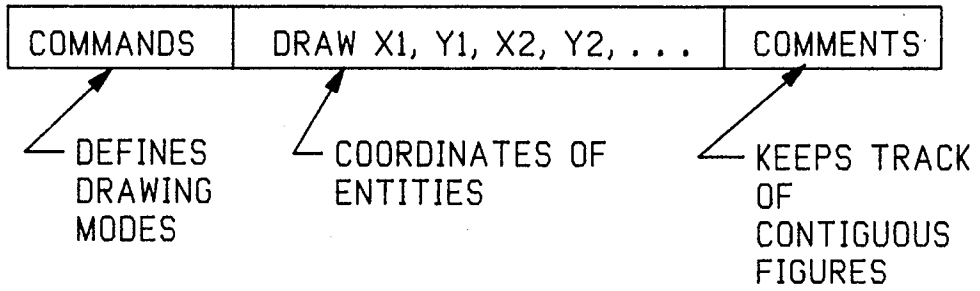 COMMANDS DRAW X1, Y1, X2, Y2, . . . COMMENTS
DEFINES
DRAWING
MODES
COORDINATES OF
ENTITIES
KEEPS TRACK
OF
CONTIGUOUS
FIGURES